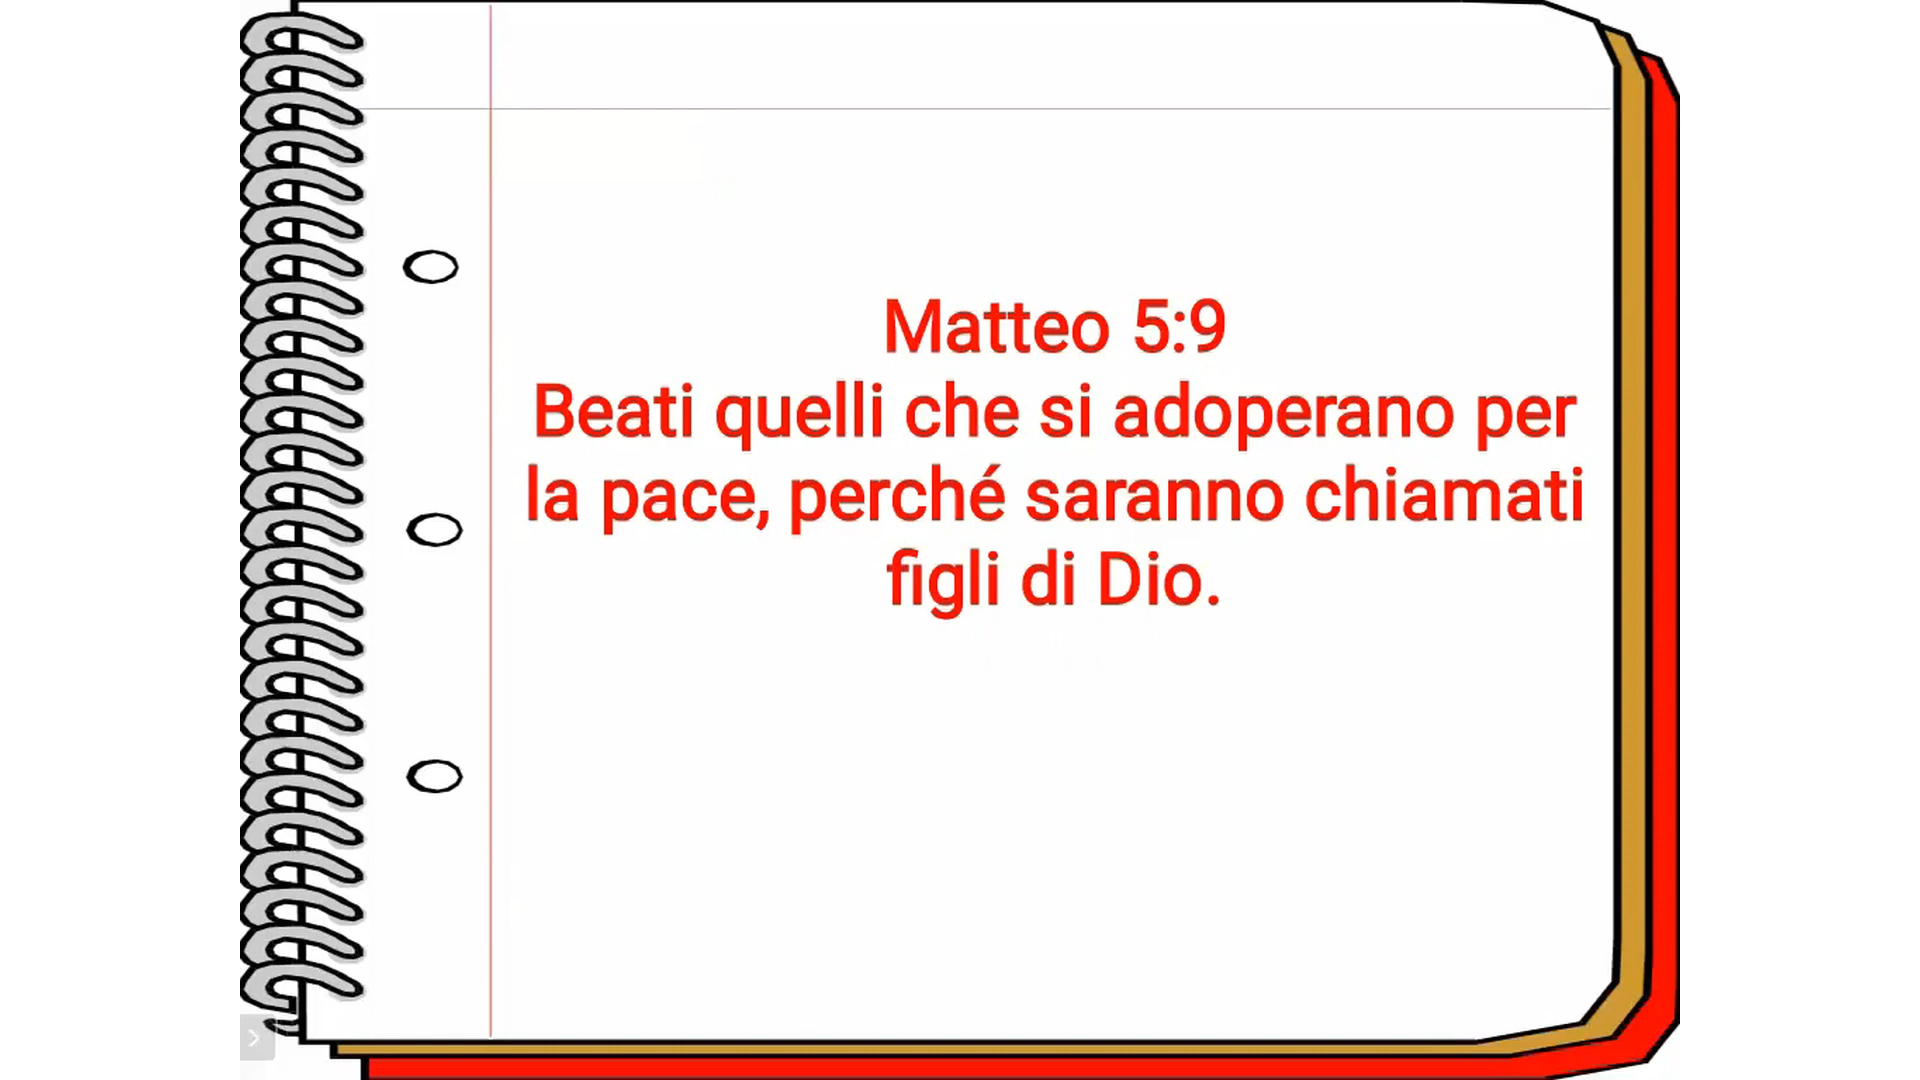 Matteo 5:9
Beati quelli che si adoperano per
la pace, perché saranno chiamati
figli di Dio.